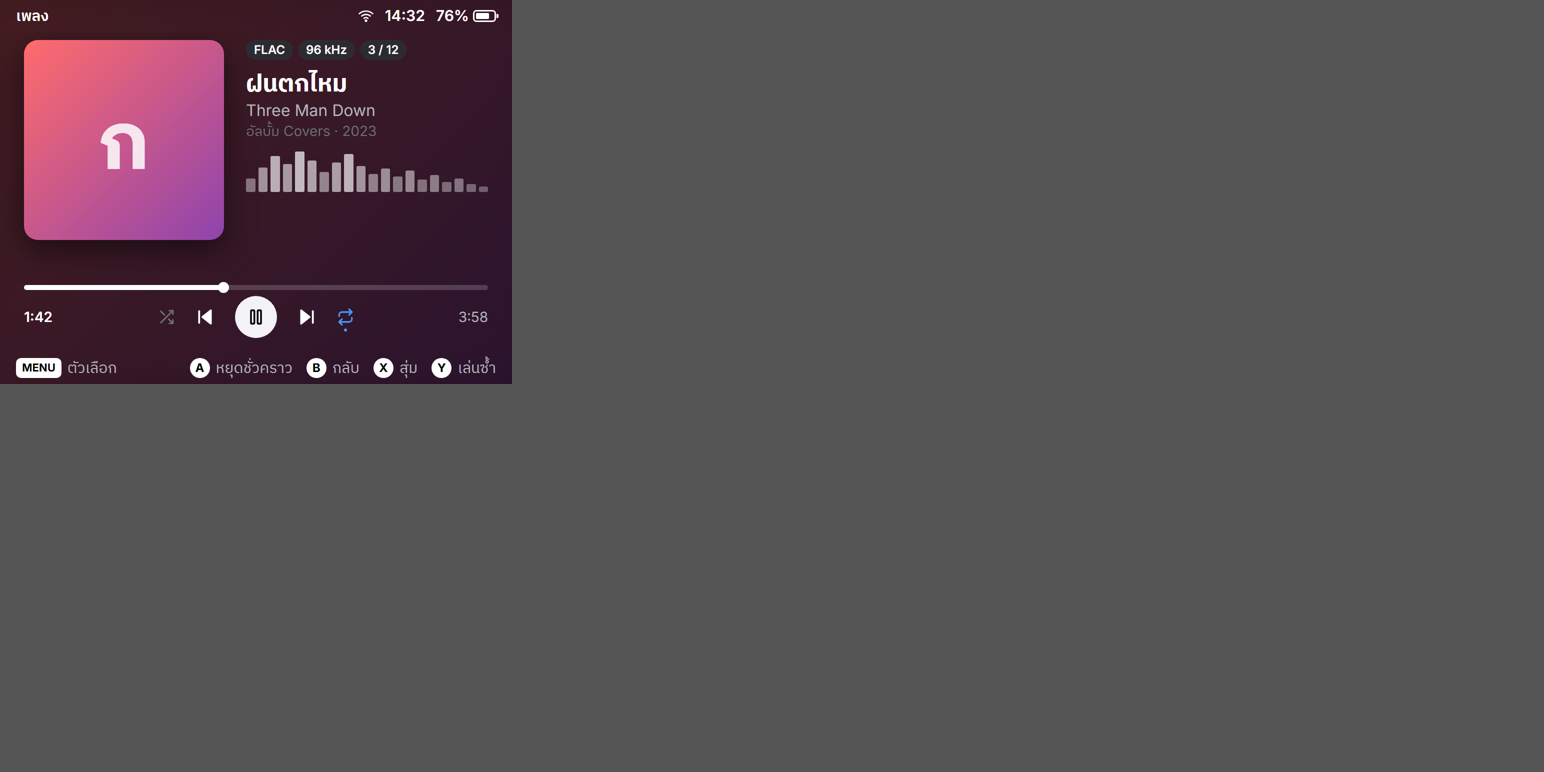 เพลง 14:32 76%
FLAC 96 kHz 3 / 12
ฝนตกไหม
Three Man Down
อัลบั้ม Covers · 2023
ก
1:42 3:58
MENU ตัวเลือก A หยุดชั่วคราว B กลับ X สุ่ม Y เล่นซ้ำ